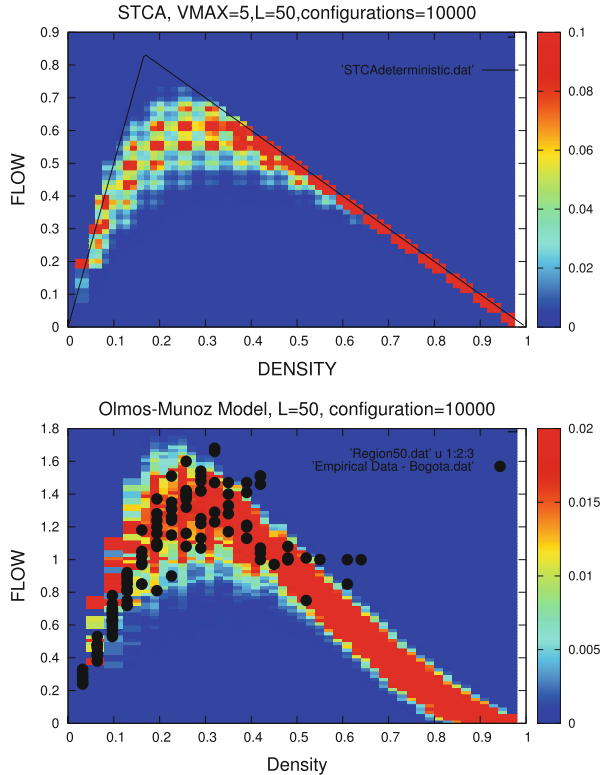 STCA, VMAX=5,L=50,configurations=10000
0.9
0.8
0.7
0.6
0.5
0.4
0.3
0.2
0.1
0
FLOW
'STCAdeterministic.dat'
0.1
0.08
0.06
0.04
0.02
0
0 0.1 0.2 0.3 0.4 0.5 0.6 0.7 0.8 0.9 1
DENSITY
Olmos-Munoz Model, L=50, configuration=10000
1.8
1.6
1.4
1.2
1
0.8
0.6
0.4
0.2
0
FLOW
'Region50.dat' u 1:2:3
'Empirical Data - Bogota.dat'
0.02
0.015
0.01
0.005
0
0 0.1 0.2 0.3 0.4 0.5 0.6 0.7 0.8 0.9 1
Density